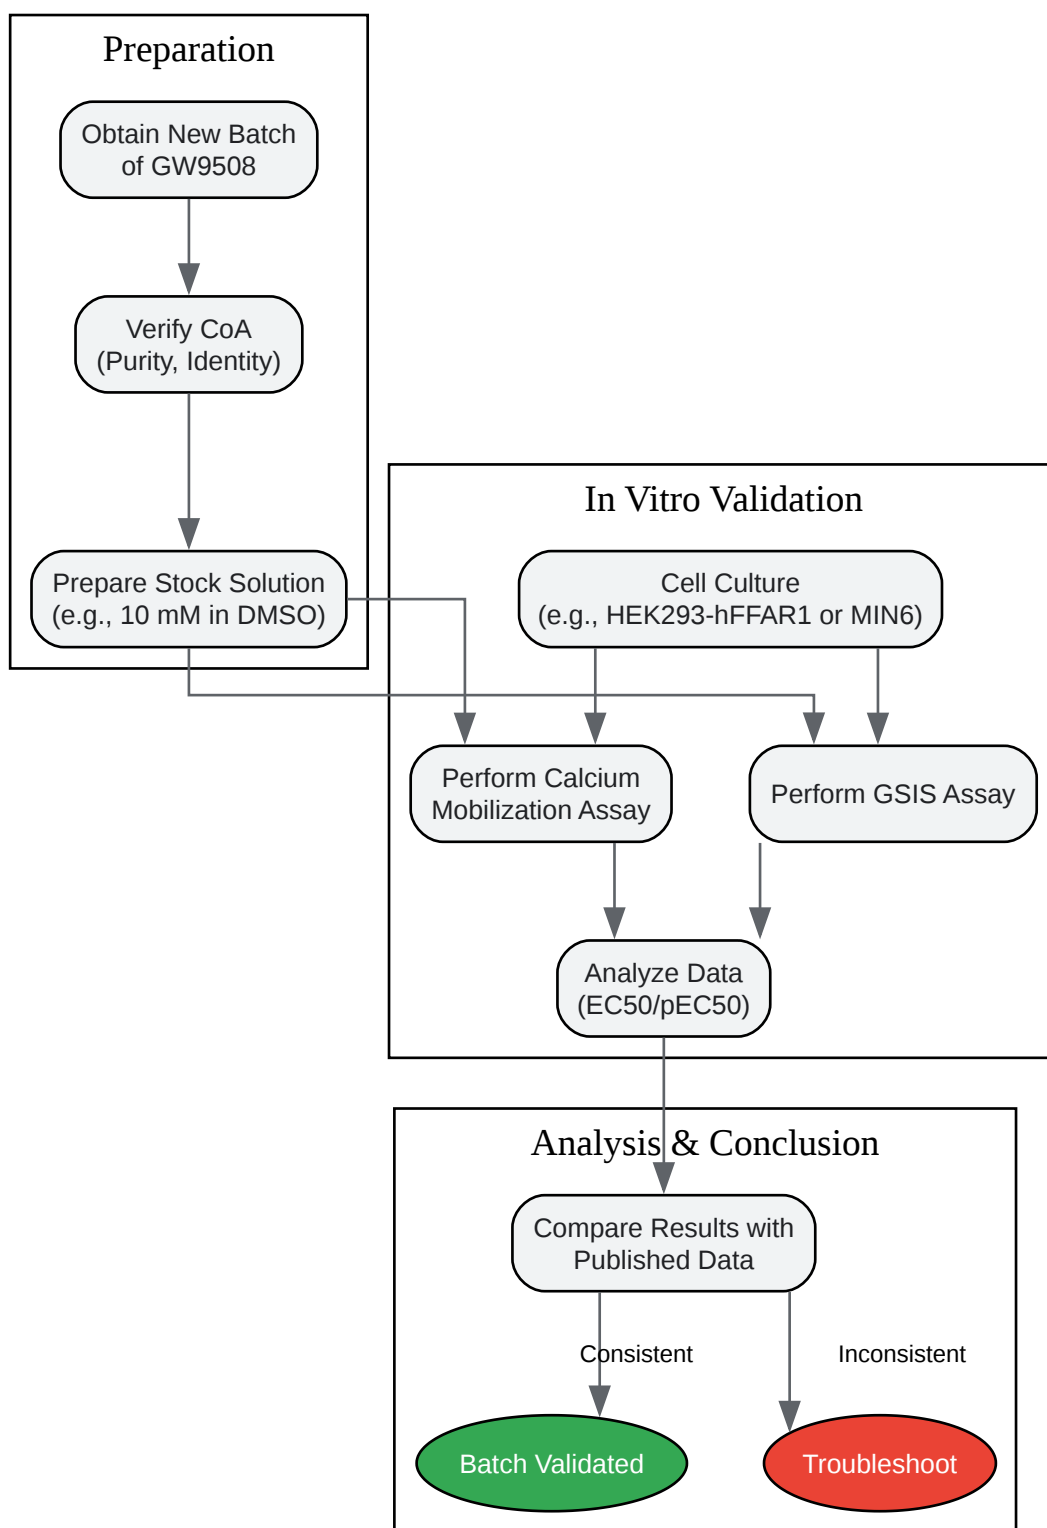 Preparation
Obtain New Batch
of GW9508
Verify CoA
(Purity, Identity)
Prepare Stock Solution
(e.g., 10 mM in DMSO)
In Vitro Validation
Cell Culture
(e.g., HEK293-hFFAR1 or MIN6)
Perform Calcium
Mobilization Assay
Perform GSIS Assay
Analyze Data
(EC50/pEC50)
Analysis & Conclusion
Compare Results with
Published Data
Consistent
Inconsistent
Batch Validated
Troubleshoot